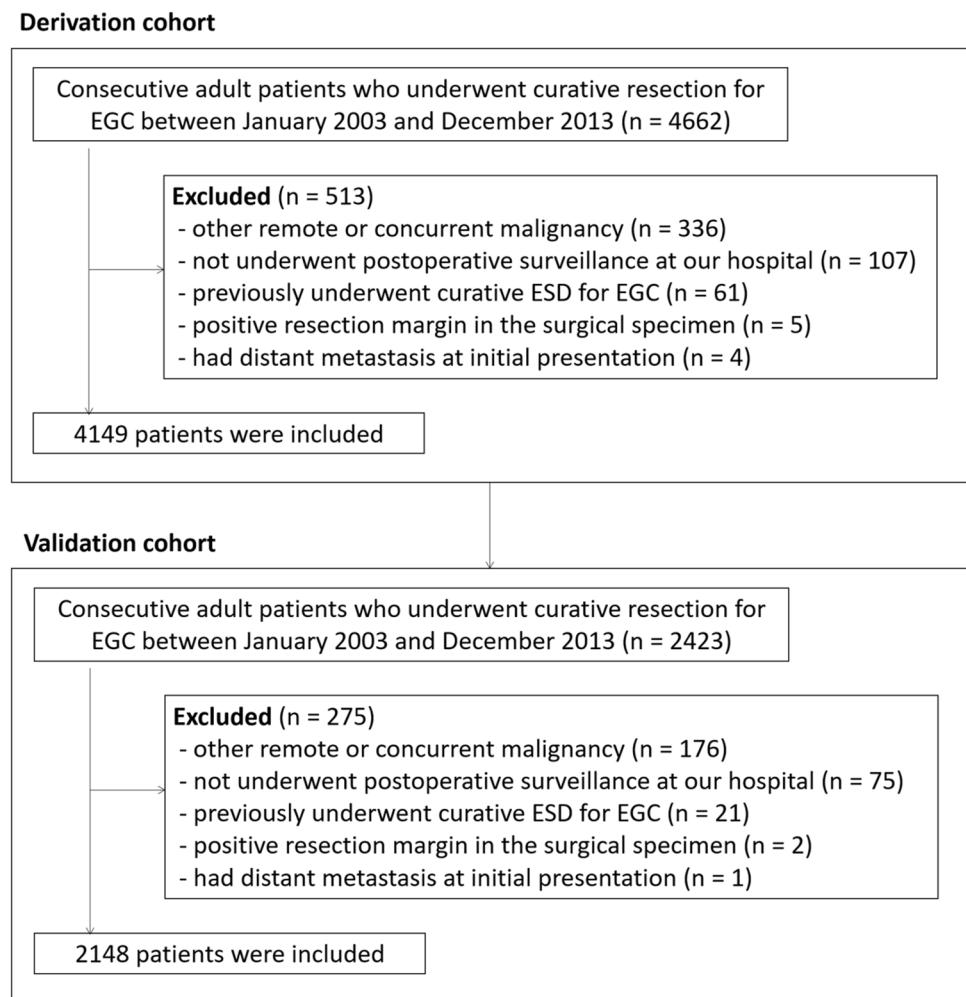 Derivation cohort
Consecutive adult patients who underwent curative resection for
EGC between January 2003 and December 2013 (n = 4662)
Excluded (n = 513)
- other remote or concurrent malignancy (n = 336)
- not underwent postoperative surveillance at our hospital (n = 107)
- previously underwent curative ESD for EGC (n = 61)
- positive resection margin in the surgical specimen (n = 5)
- had distant metastasis at initial presentation (n = 4)
4149 patients were included
Validation cohort
Consecutive adult patients who underwent curative resection for
EGC between January 2003 and December 2013 (n = 2423)
Excluded (n = 275)
- other remote or concurrent malignancy (n = 176)
- not underwent postoperative surveillance at our hospital (n = 75)
- previously underwent curative ESD for EGC (n = 21)
- positive resection margin in the surgical specimen (n = 2)
- had distant metastasis at initial presentation (n = 1)
2148 patients were included